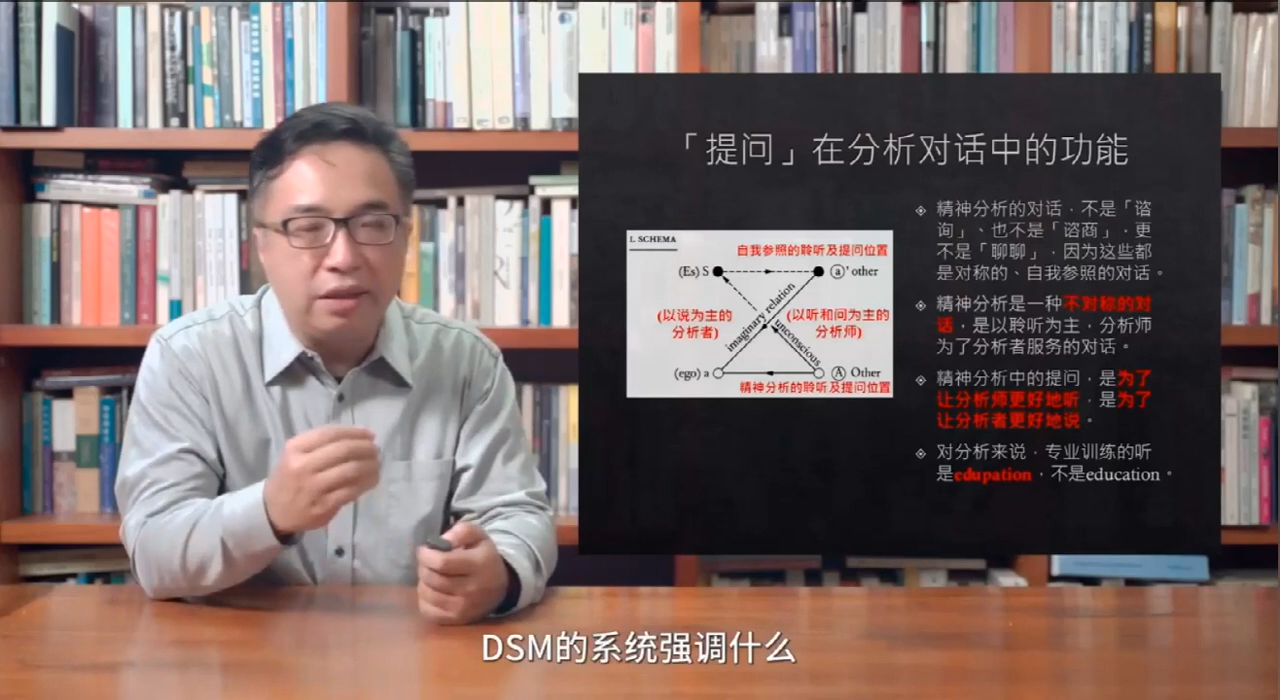 「提问」在分析对话中的功能
L SCHEMA
自我参照的聆听及提问位置
(Es) S
ⓐ' other
(以说为主的
分析者)
imaginary relation
(以听和问为主的
分析师)
unconscious
(ego) a
Ⓐ Other
精神分析的聆听及提问位置
精神分析的对话，不是「谘
询」、也不是「谘商」，更
不是「聊聊」，因为这些都
是对称的、自我参照的对话。
精神分析是一种不对称的对
话，是以聆听为主，分析师
为了分析者服务的对话。
精神分析中的提问，是为了
让分析师更好地听，是为了
让分析者更好地说。
对分析来说，专业训练的听
是edupation，不是education。
DSM的系统强调什么